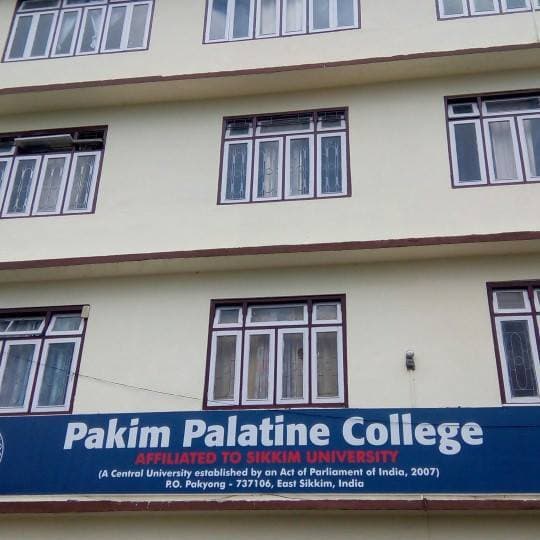 Pakim Palatine College
AFFILIATED TO SIKKIM UNIVERSITY
(A Central University established by an Act of Parliament of India, 2007)
P.O. Pakyong - 737106, East Sikkim, India